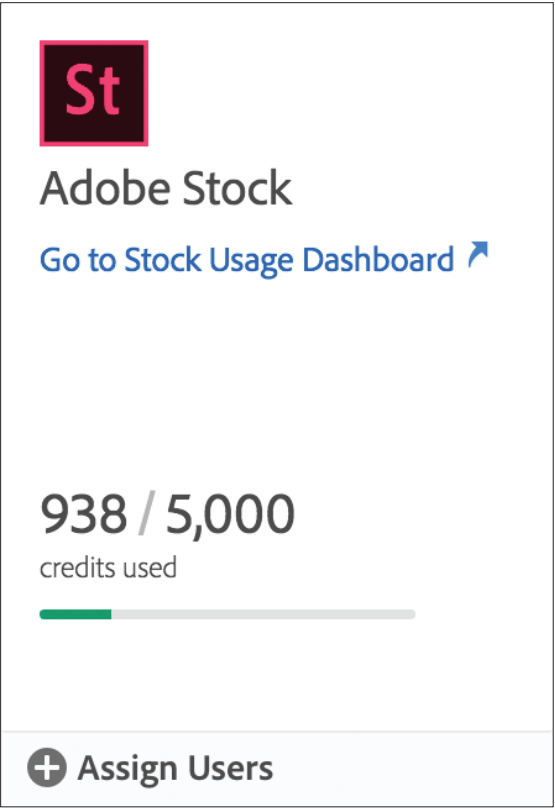 St
Adobe Stock
Go to Stock Usage Dashboard
938 / 5,000
credits used
Assign Users